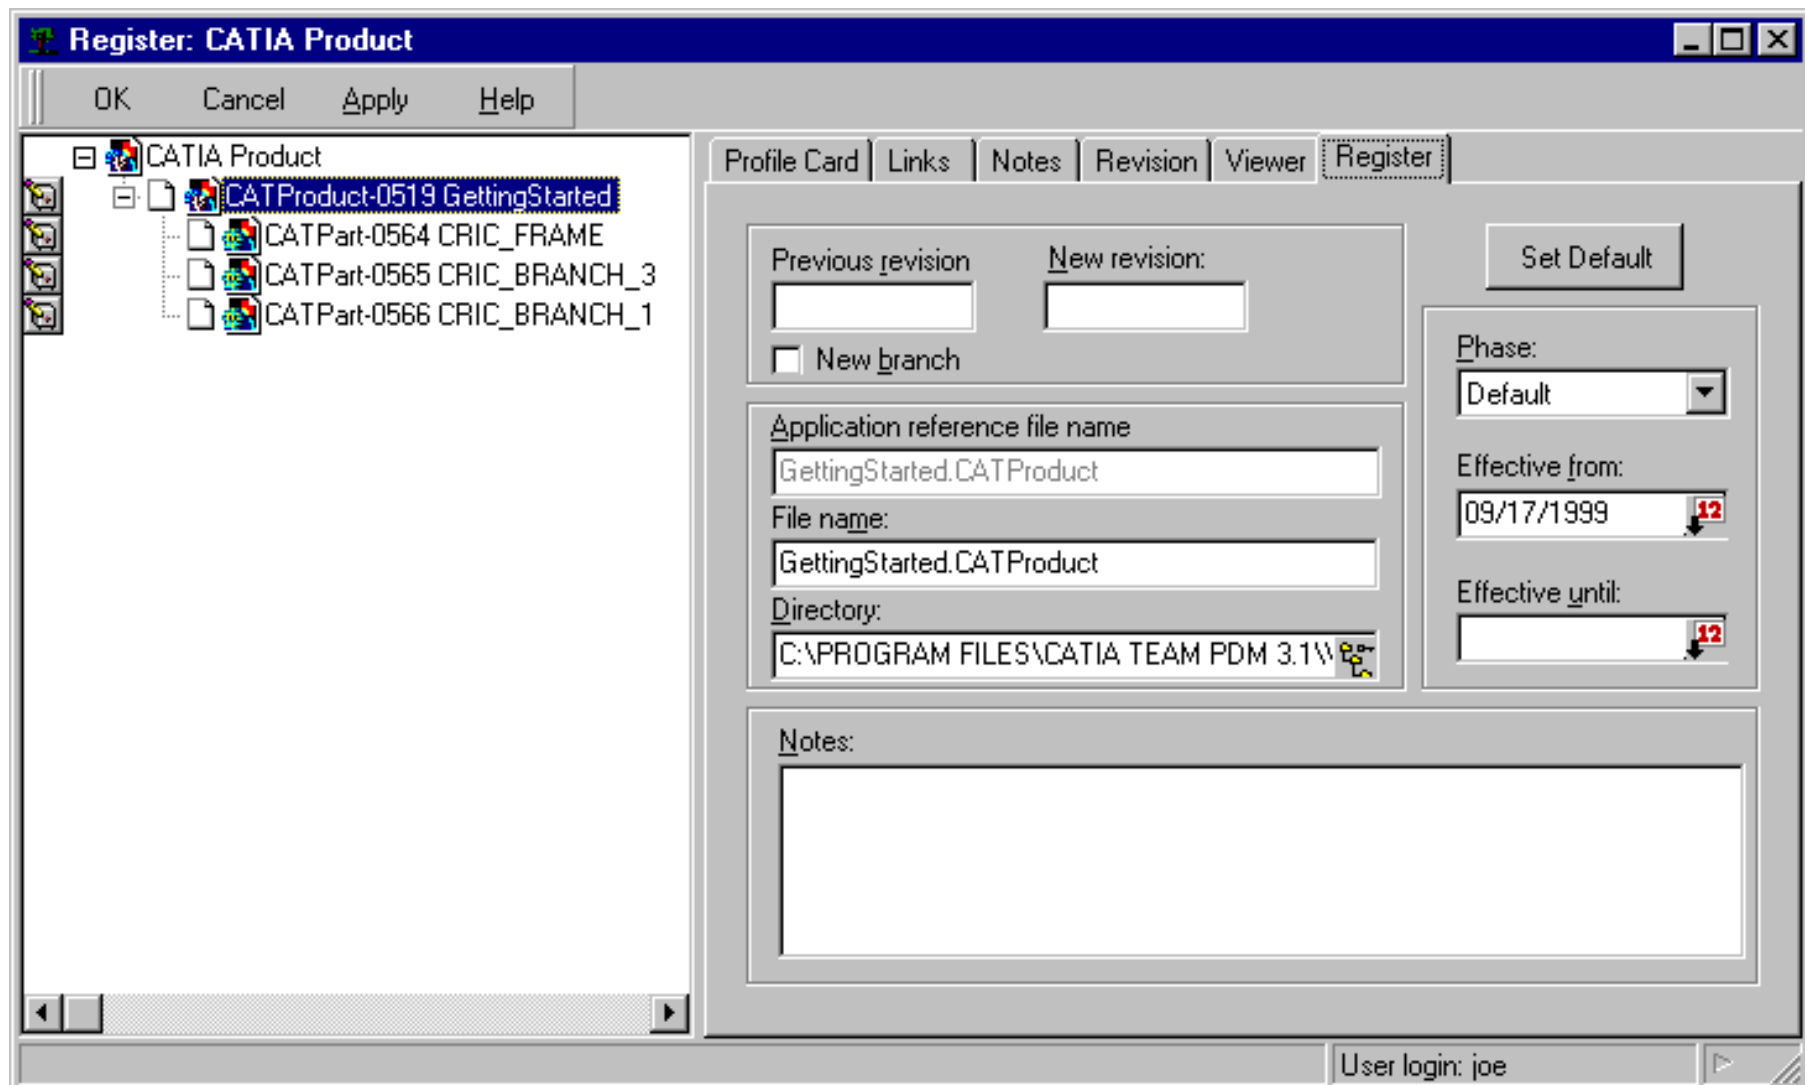 Register: CATIA Product
OK Cancel Apply Help
CATIA Product
CATProduct-0519 GettingStarted
CATPart-0564 CRIC_FRAME
CATPart-0565 CRIC_BRANCH_3
CATPart-0566 CRIC_BRANCH_1
Profile Card Links Notes Revision Viewer Register
Previous revision New revision:
New branch
Set Default
Application reference file name
GettingStarted.CATProduct
File name:
GettingStarted.CATProduct
Directory:
C:\PROGRAM FILES\CATIA TEAM PDM 3.1\\
Phase:
Default
Effective from:
09/17/1999 12
Effective until:
12
Notes:
User login: joe